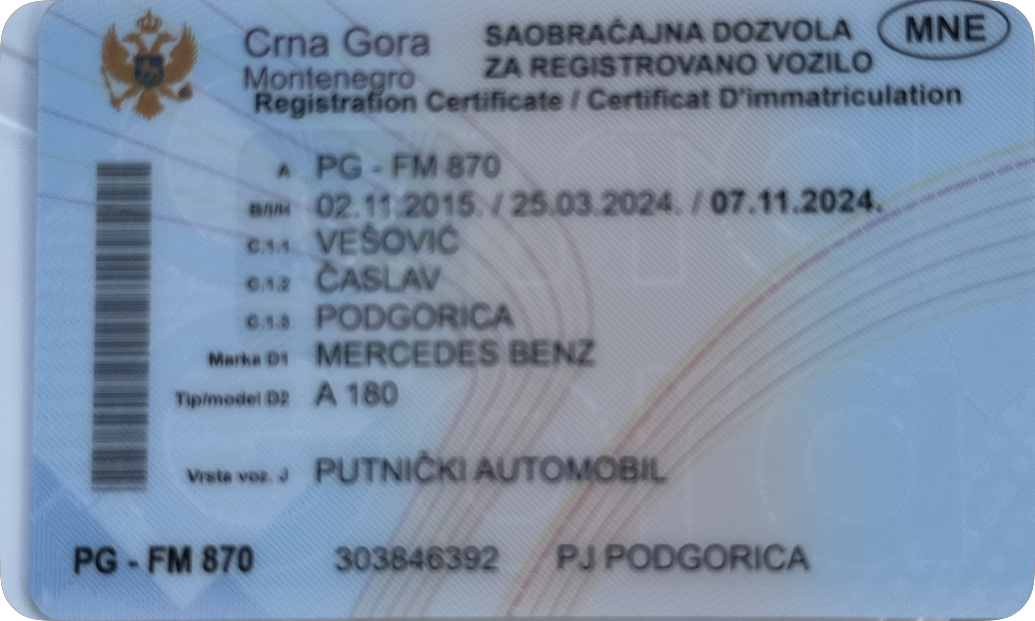 Crna Gora
Montenegro
SAOBRAĆAJNA DOZVOLA
ZA REGISTROVANO VOZILO
MNE
Registration Certificate / Certificat D'immatriculation
A PG - FM 870
B/I/H 02.11.2015. / 25.03.2024. / 07.11.2024.
C.1.1 VEŠOVIĆ
C.1.2 ČASLAV
C.1.3 PODGORICA
Marka D1 MERCEDES BENZ
Tip/model D2 A 180
Vrsta voz. J PUTNIČKI AUTOMOBIL
PG - FM 870 303846392 PJ PODGORICA